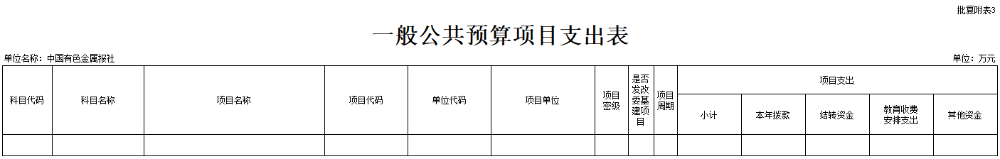 批复附表3
一般公共预算项目支出表
单位名称：中国有色金属报社
单位：万元
科目代码
科目名称
项目名称
项目代码
单位代码
项目单位
项目
密级
是否
发改
委基
建项
目
项目
周期
项目支出
小计
本年拨款
结转资金
教育收费
安排支出
其他资金